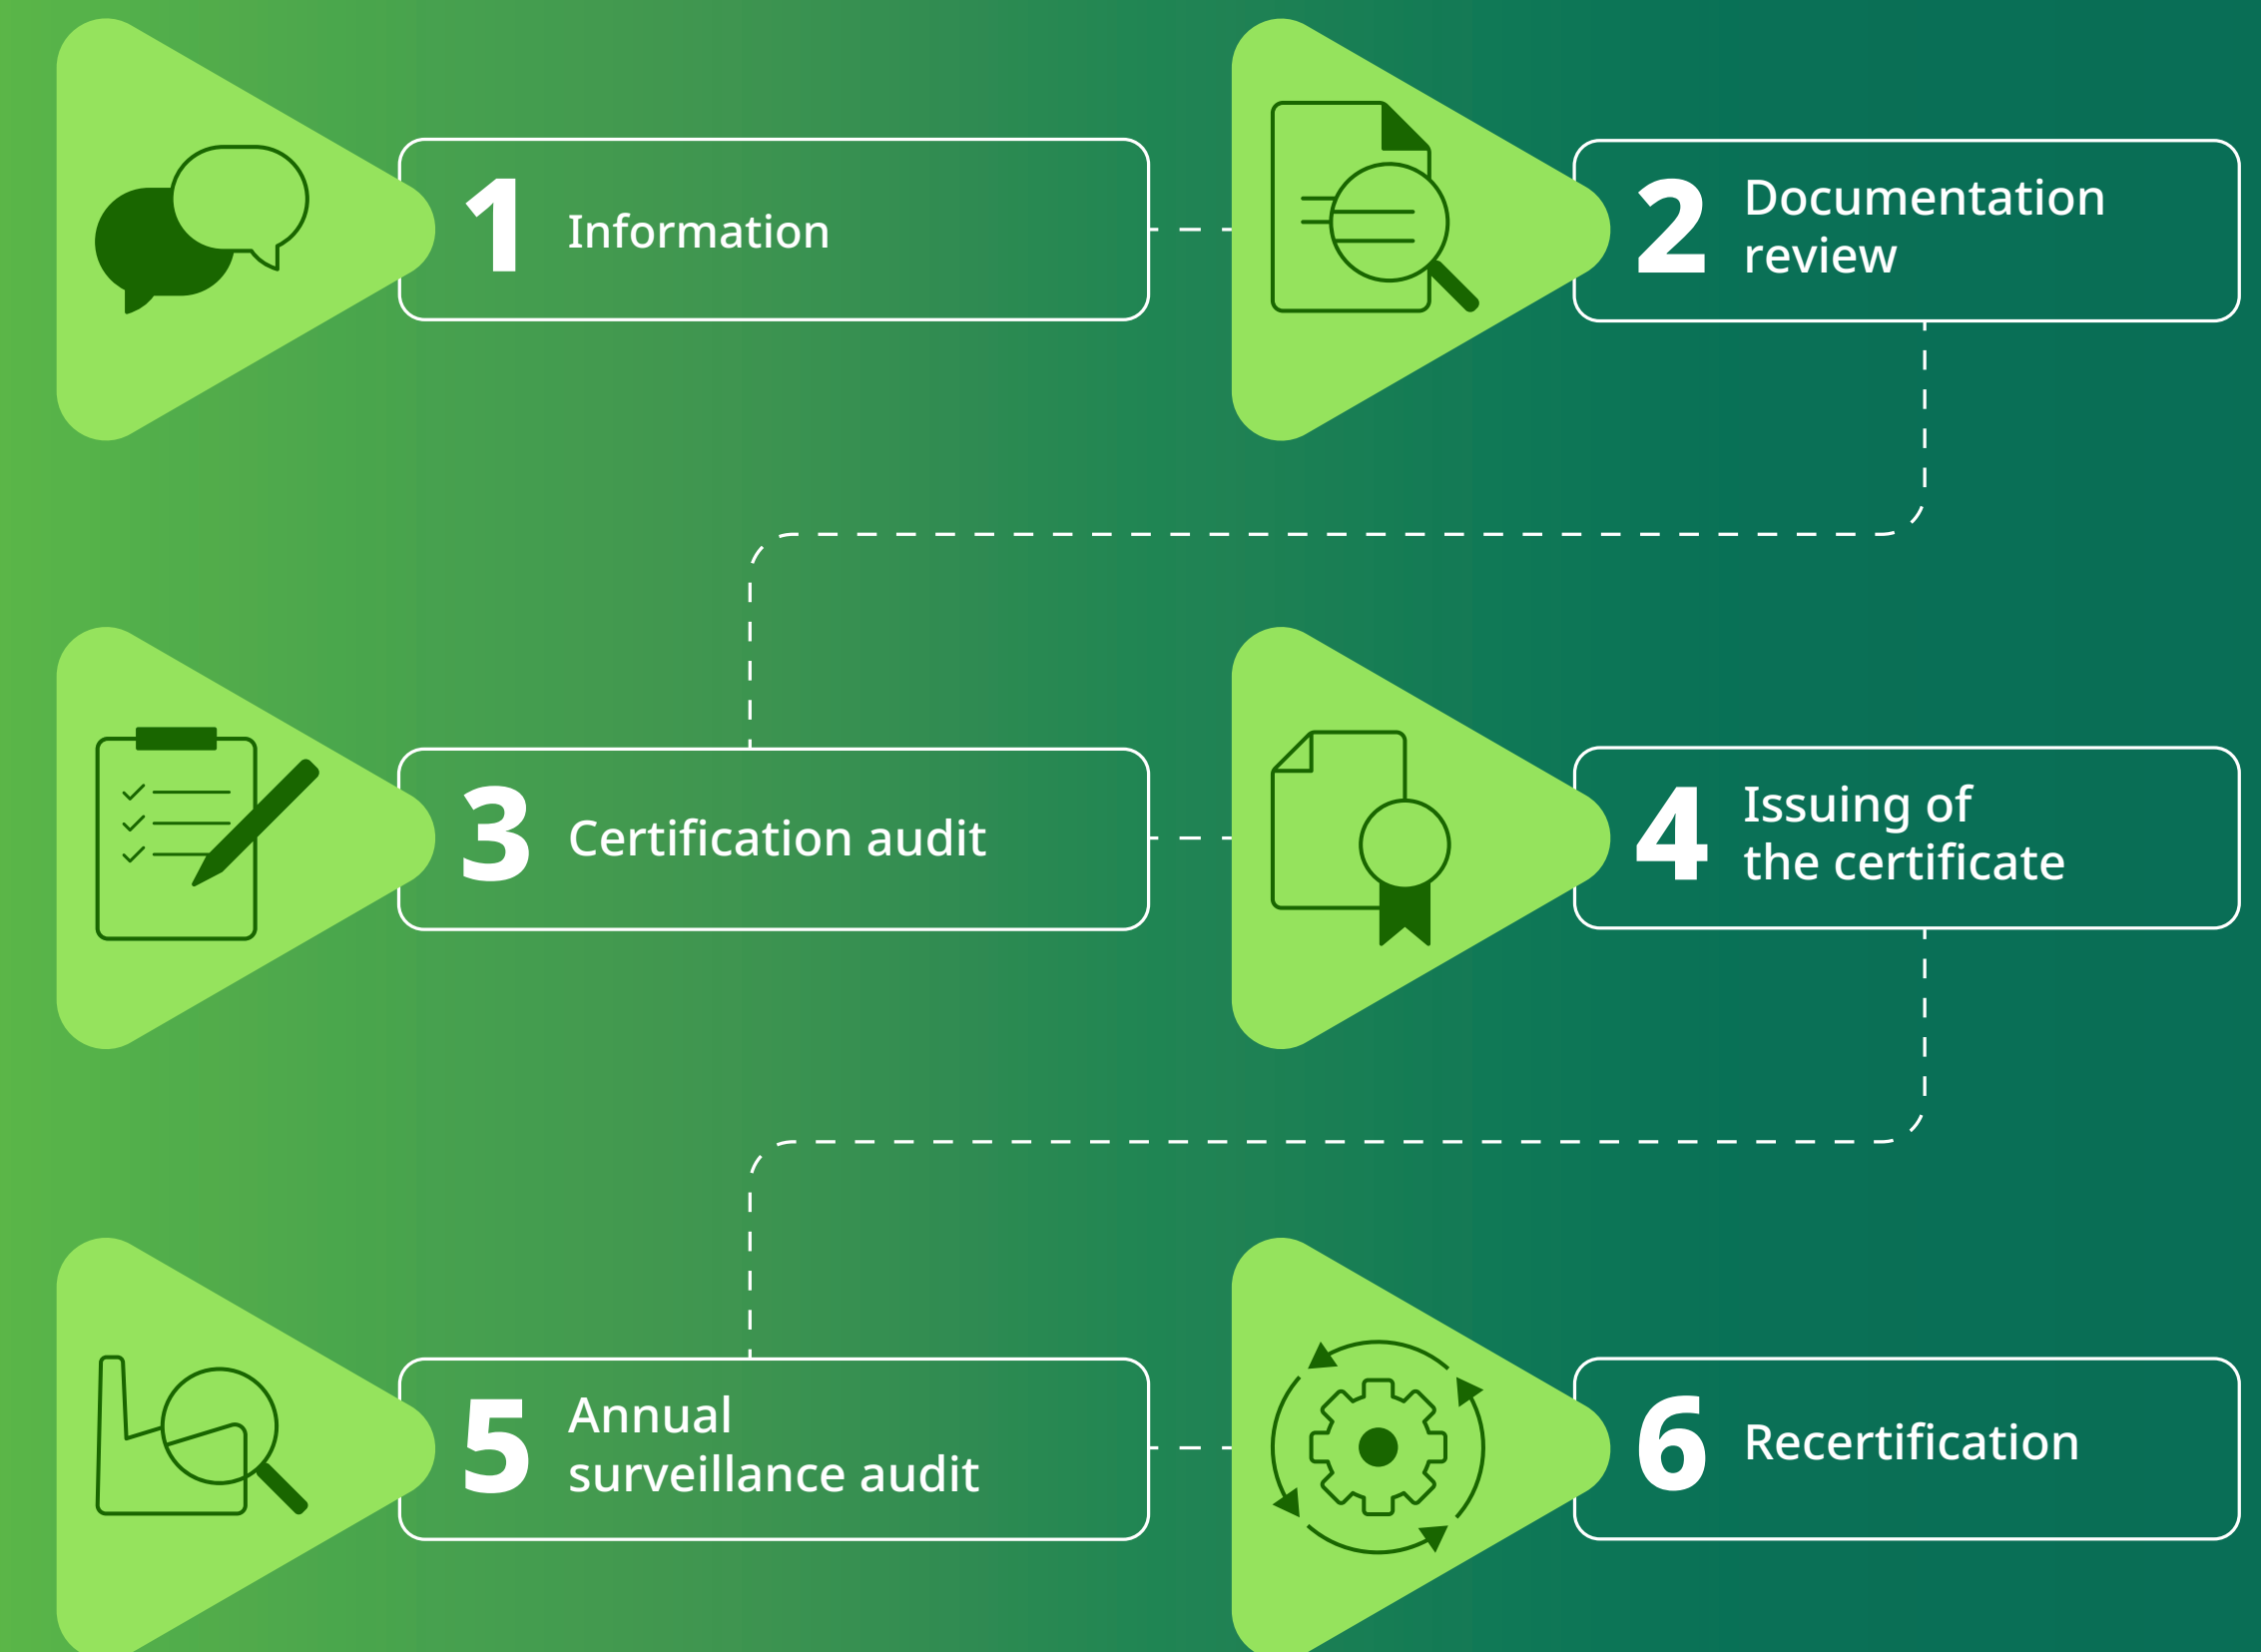 1 Information
2 Documentation
review
3 Certification audit
4 Issuing of
the certificate
5 Annual
surveillance audit
6 Recertification